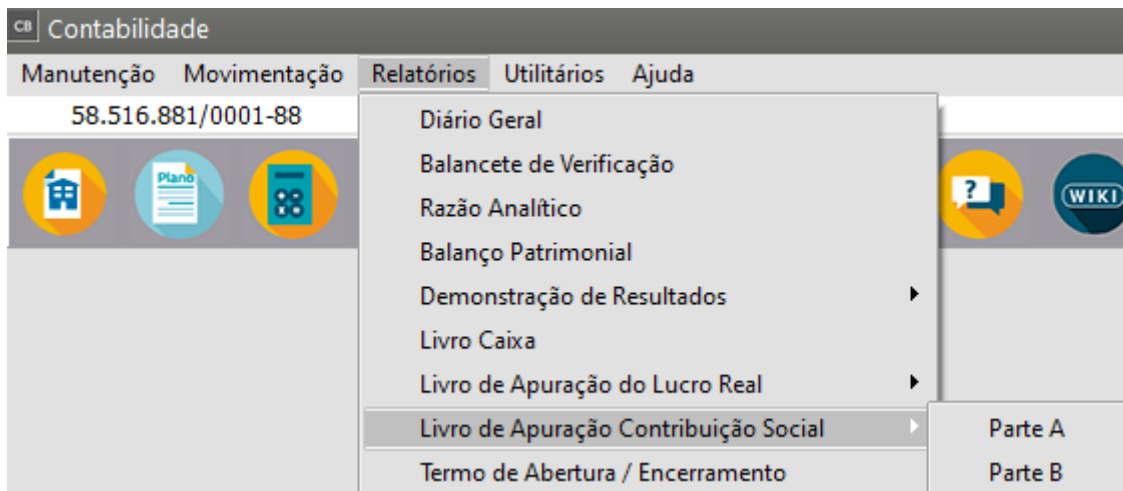 CB Contabilidade
Manutenção Movimentação Relatórios Utilitários Ajuda
58.516.881/0001-88
Diário Geral
Balancete de Verificação
Plano
?
WIKI
Razão Analítico
Balanço Patrimonial
Demonstração de Resultados
Livro Caixa
Livro de Apuração do Lucro Real
Livro de Apuração Contribuição Social
Parte A
Termo de Abertura / Encerramento
Parte B